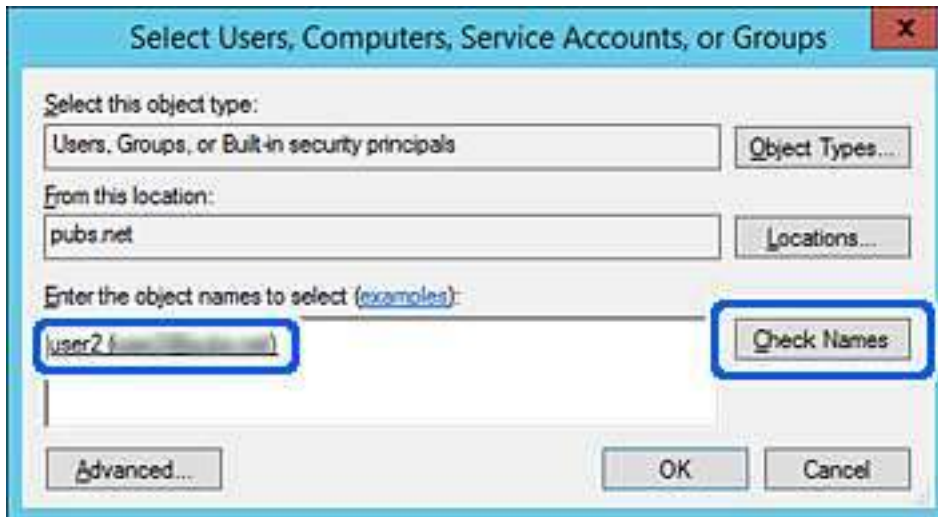 Select Users, Computers, Service Accounts, or Groups
x
Select this object type:
Users, Groups, or Built-in security principals
Object Types...
From this location:
pubs.net
Locations...
Enter the object names to select (examples):
user2 (
Check Names
Advanced...
OK
Cancel